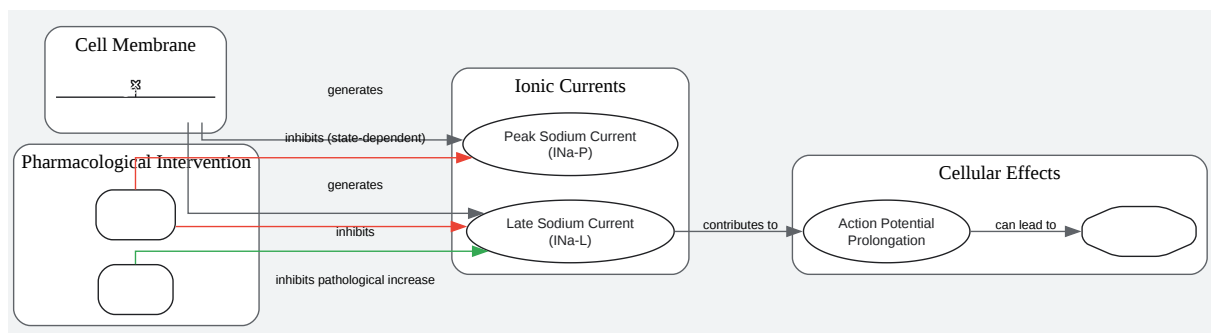 Cell Membrane
generates
Ionic Currents
inhibits (state-dependent)
Peak Sodium Current
(INa-P)
Pharmacological Intervention
generates
Cellular Effects
inhibits
Late Sodium Current
(INa-L)
contributes to
Action Potential
Prolongation
can lead to
inhibits pathological increase